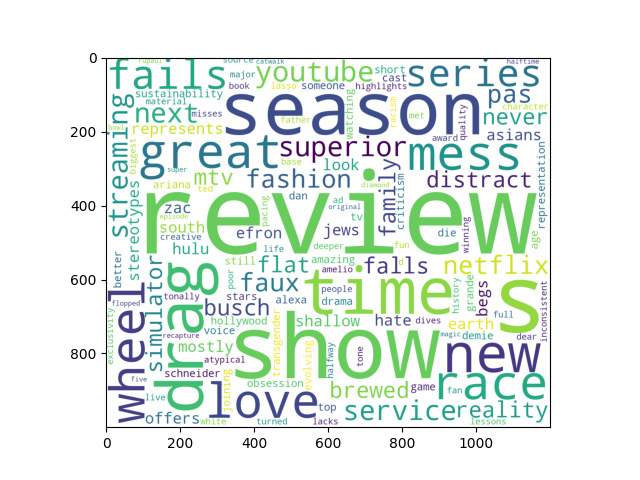 0
200
400
600
800
0
200
400
600
800
1000
rupaul
source
catwalk
halftime
fails
major
youtube
short
cast
series
book
lasso
someone
highlights
sustainability
material
season
pas
character
next
misses
father
watching
racism
met
quality
never
award
asians
represents
howl
biggest
streaming
great
superior
mess
super
base
look
mtv
fashion
family
distract
ariana
ted
diamond
stereotypes
representation
zac
episode
dan
ad
original
criticism
review
south
creative
efron
pacing
jews
tv
die
winning
age
hulu
life
deeper
fun
still
amazing
better
flat
amelio
falls
netflix
simulator
poor
faux
time
s
people
history
grande
begs
tonally
stars
alexa
drama
flopped
wheel
drag
busch
full
inconsistent
exclusivity
voice
hollywood
shallow
hate
dives
earth
recapture
transgender
show
magic
demie
dear
mostly
tone
new
atypical
halfway
evolving
schneider
five
obsession
brewed
game
fan
race
live
joining
love
top
service
reality
offers
white
turned
lacks
lessons